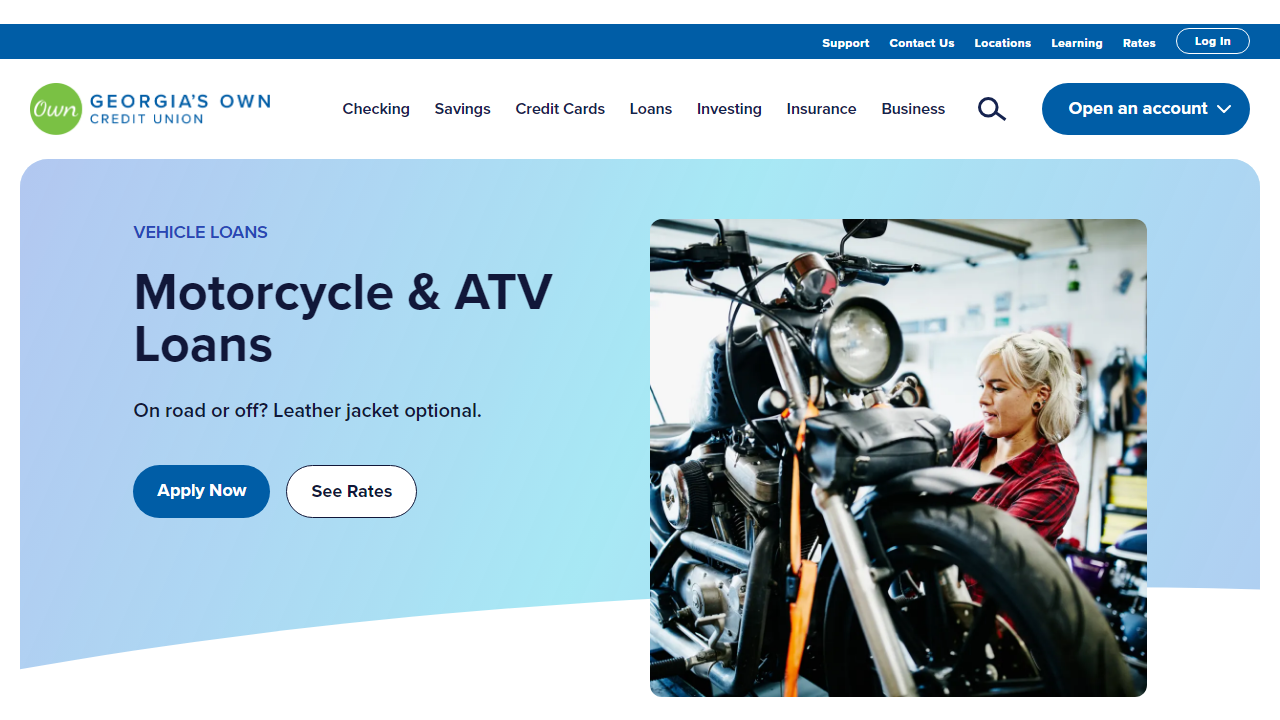 Support Contact Us Locations Learning Rates Log In
Own GEORGIA'S OWN
CREDIT UNION
Checking Savings Credit Cards Loans Investing Insurance Business Open an account
VEHICLE LOANS
Motorcycle & ATV
Loans
On road or off? Leather jacket optional.
Apply Now See Rates